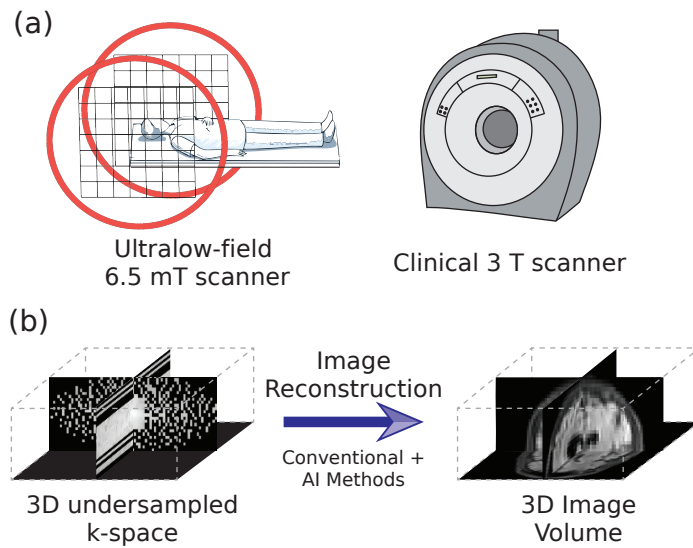 (a)
Ultralow-field
6.5 mT scanner
Clinical 3 T scanner
(b)
Image
Reconstruction
Conventional +
AI Methods
3D undersampled
k-space
3D Image
Volume